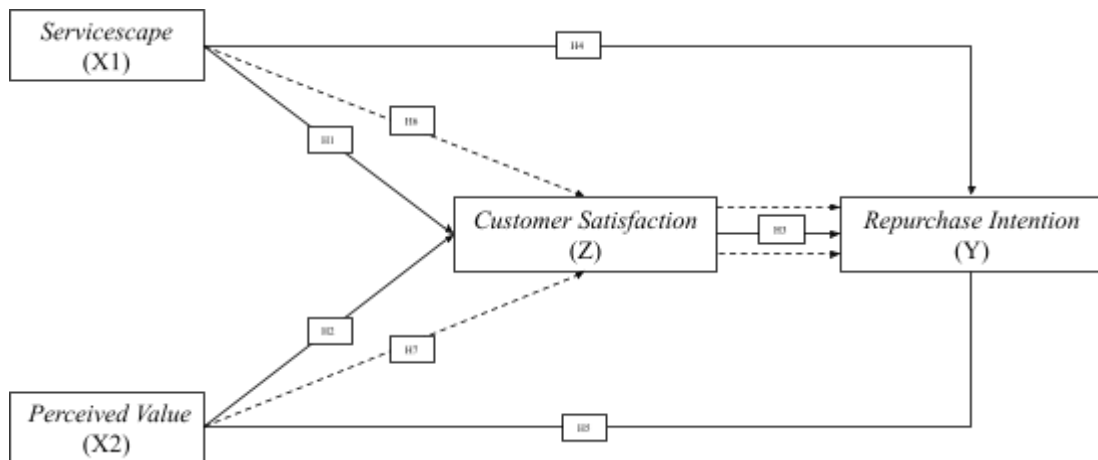 Servicescape
(X1)
H4
H6
H1
Customer Satisfaction
(Z)
H3
Repurchase Intention
(Y)
H2
H7
Perceived Value
(X2)
H5